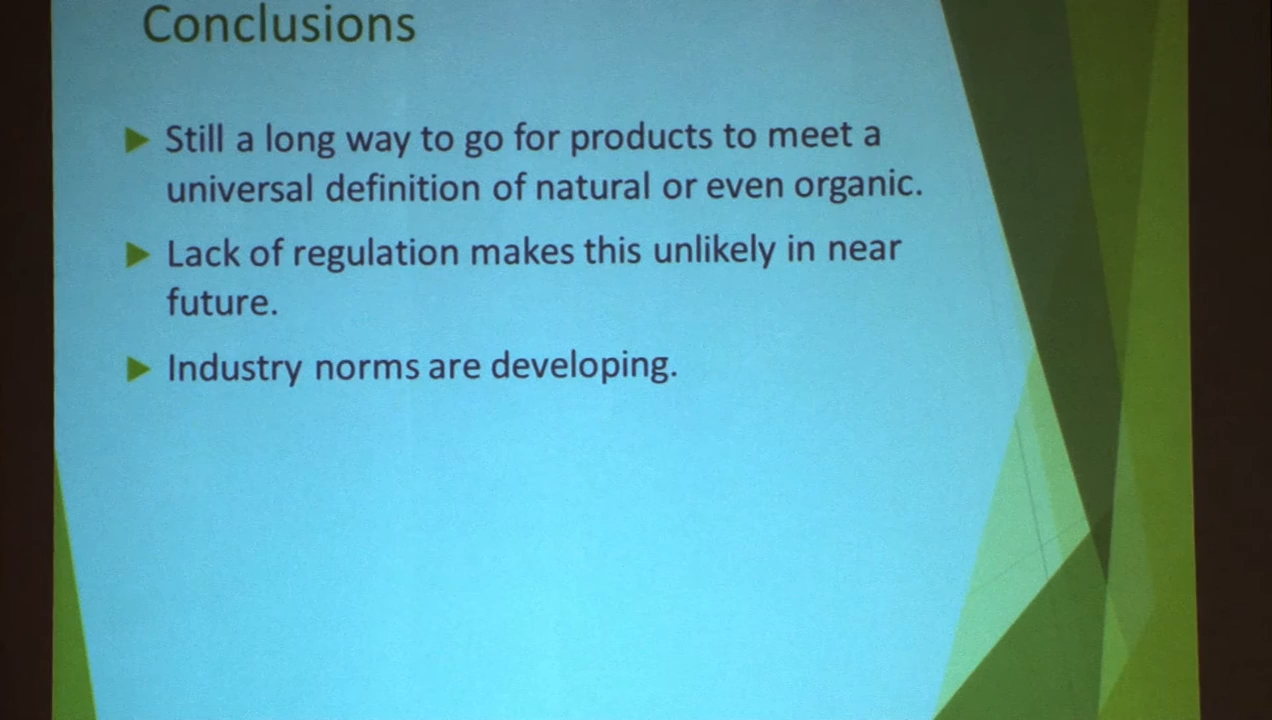 Conclusions
Still a long way to go for products to meet a
universal definition of natural or even organic.
Lack of regulation makes this unlikely in near
future.
Industry norms are developing.